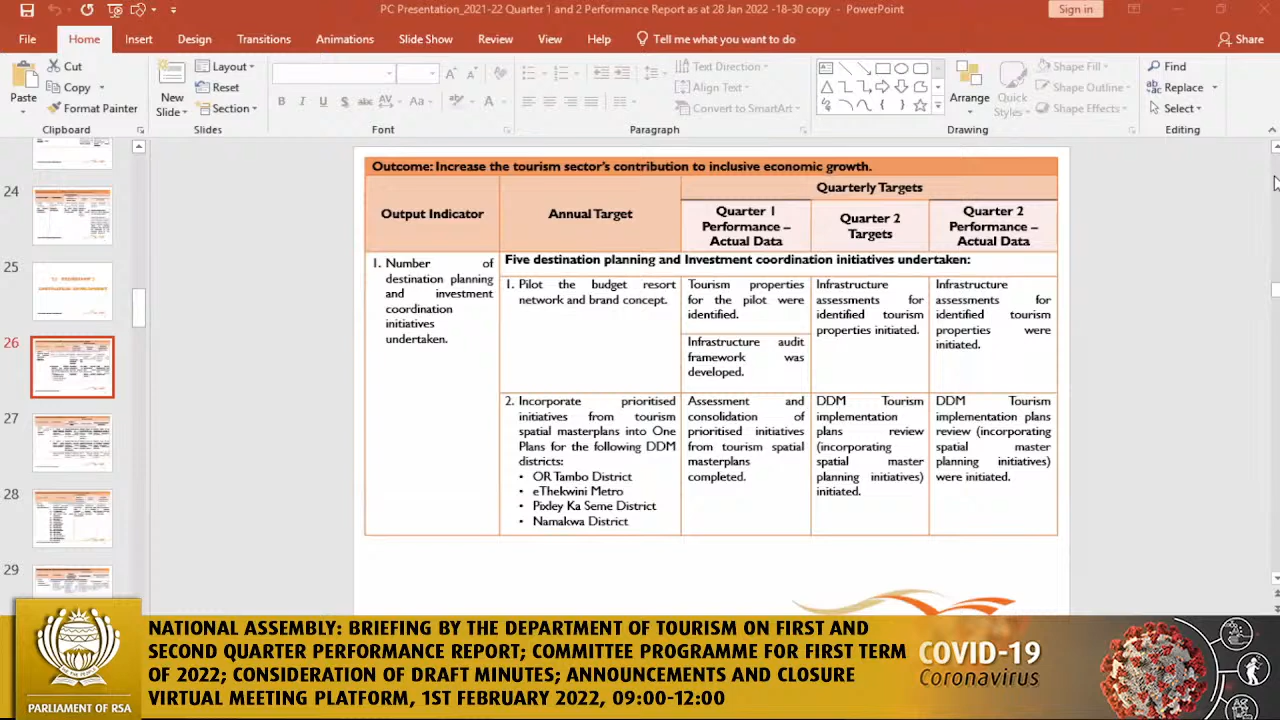 PC Presentation_2021-22 Quarter 1 and 2 Performance Report as at 28 Jan 2022 -18-30 copy - PowerPoint
Sign in
File Home Insert Design Transitions Animations Slide Show Review View Help Tell me what you want to do Share
Paste
Cut
Copy
Format Painter
Clipboard
New Slide
Layout
Reset
Section
Slides
B I U S abc AV Aa A
Font
Text Direction
Align Text
Convert to SmartArt
Paragraph
Arrange
Quick Styles
Shape Fill
Shape Outline
Shape Effects
Drawing
Find
Replace
Select
Editing
24
25
26
27
28
29
Outcome: Increase the tourism sector's contribution to inclusive economic growth.
Output Indicator
Annual Target
Quarterly Targets
Quarter 1
Performance –
Actual Data
Quarter 2
Targets
Quarter 2
Performance –
Actual Data
1. Number of
destination planning
and investment
coordination
initiatives
undertaken.
Five destination planning and Investment coordination initiatives undertaken:
1. Pilot the budget resort
network and brand concept.
Tourism properties
for the pilot were
identified.
Infrastructure audit
framework was
developed.
Infrastructure
assessments for
identified tourism
properties initiated.
Infrastructure
assessments for
identified tourism
properties were
initiated.
2. Incorporate prioritised
initiatives from tourism
spatial masterplans into One
Plans for the following DDM
districts:
• OR Tambo District
• eThekwini Metro
• Pixley Ka Seme District
• Namakwa District
Assessment and
consolidation of
prioritised initiatives
from tourism spatial
masterplans
completed.
DDM Tourism
implementation
plans review
(incorporating
spatial master
planning initiatives)
initiated.
DDM Tourism
implementation plans
review (incorporating
spatial master
planning initiatives)
were initiated.
PARLIAMENT OF RSA
NATIONAL ASSEMBLY: BRIEFING BY THE DEPARTMENT OF TOURISM ON FIRST AND
SECOND QUARTER PERFORMANCE REPORT; COMMITTEE PROGRAMME FOR FIRST TERM
OF 2022; CONSIDERATION OF DRAFT MINUTES; ANNOUNCEMENTS AND CLOSURE
VIRTUAL MEETING PLATFORM, 1ST FEBRUARY 2022, 09:00-12:00
COVID-19
Coronavirus